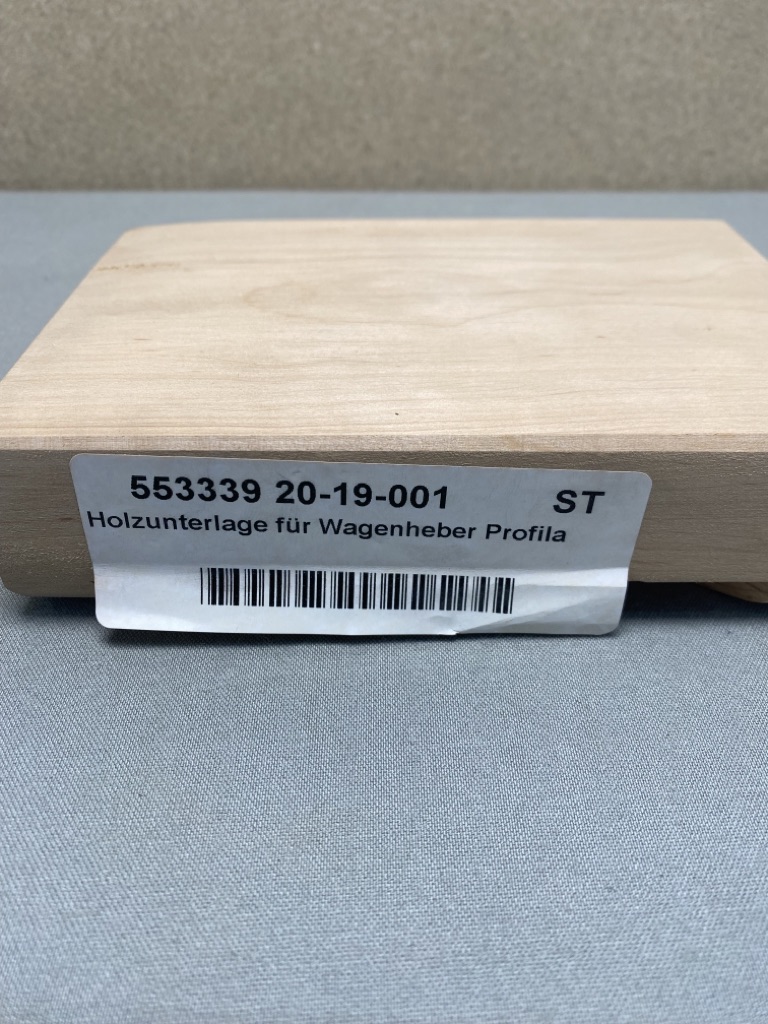 553339 20-19-001 ST
Holzunterlage für Wagenheber Profila